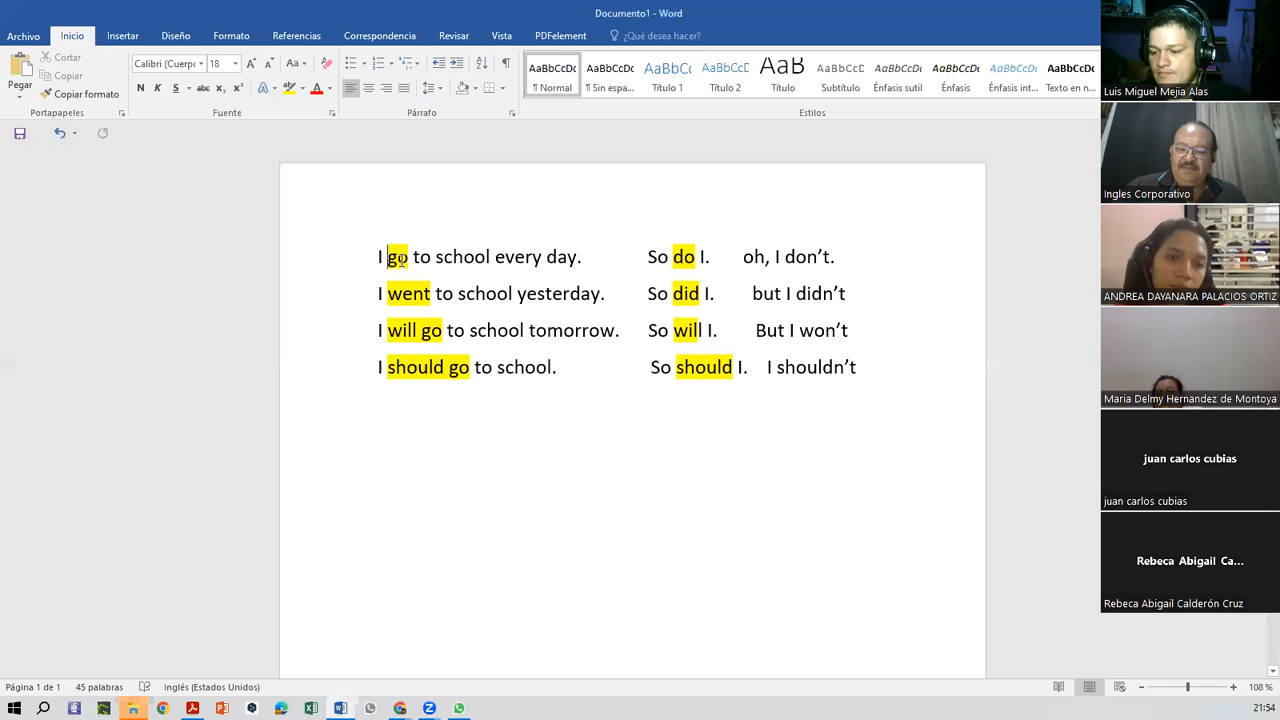 Documento1 - Word
Archivo Inicio Insertar Diseño Formato Referencias Correspondencia Revisar Vista PDFelement ¿Qué desea hacer?
Pegar Cortar Copiar Copiar formato
Calibri (Cuerpo 18
Portapapeles Fuente Párrafo Estilos
AaBbCcDc AaBbCcDc AaBbCc AaBbCcD AaB AaBbCcD AaBbCcDc AaBbCcDc AaBbCcDc AaBbCcDc
¶ Normal ¶ Sin espa... Título 1 Título 2 Título Subtítulo Énfasis sutil Énfasis Énfasis int... Texto en n...
I go to school every day. So do I. oh, I don’t.
I went to school yesterday. So did I. but I didn’t
I will go to school tomorrow. So will I. But I won’t
I should go to school. So should I. I shouldn’t
Luis Miguel Mejia Alas
Ingles Corporativo
ANDREA DAYANARA PALACIOS ORTIZ
Maria Delmy Hernandez de Montoya
juan carlos cubias
juan carlos cubias
Rebeca Abigail Ca...
Rebeca Abigail Calderón Cruz
Página 1 de 1 45 palabras Inglés (Estados Unidos) 108 %
21:54